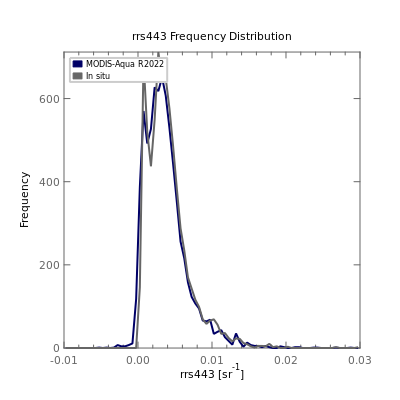 rrs443 Frequency Distribution
MODIS-Aqua R2022
In situ
600
400
200
0
Frequency
-0.01 0.00 0.01 0.02 0.03
rrs443 [sr⁻¹]